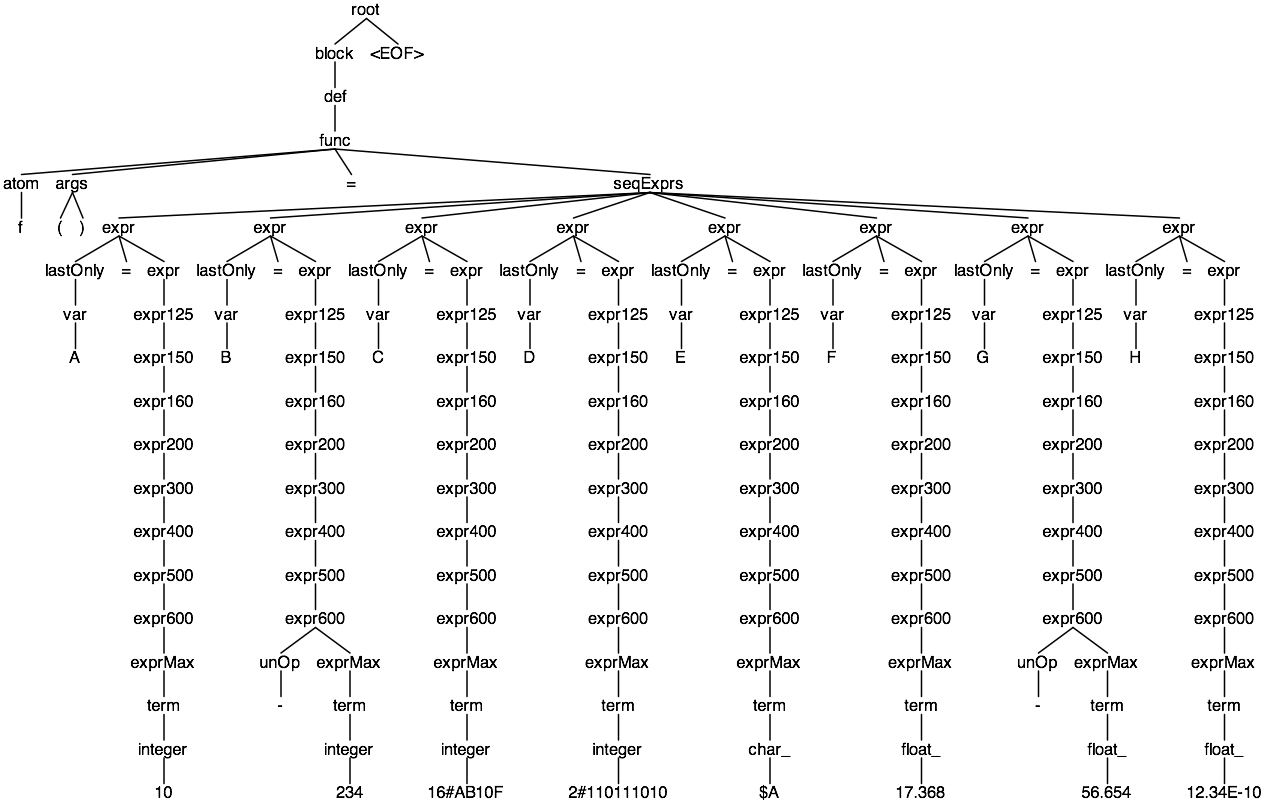 root
block <EOF>
def
func
atom args = seqExprs
f ( ) expr expr expr expr expr expr expr expr
lastOnly = expr lastOnly = expr lastOnly = expr lastOnly = expr lastOnly = expr lastOnly = expr lastOnly = expr lastOnly = expr
var expr125 var expr125 var expr125 var expr125 var expr125 var expr125 var expr125 var expr125
A expr150 B expr150 C expr150 D expr150 E expr150 F expr150 G expr150 H expr150
expr160 expr160 expr160 expr160 expr160 expr160 expr160 expr160
expr200 expr200 expr200 expr200 expr200 expr200 expr200 expr200
expr300 expr300 expr300 expr300 expr300 expr300 expr300 expr300
expr400 expr400 expr400 expr400 expr400 expr400 expr400 expr400
expr500 expr500 expr500 expr500 expr500 expr500 expr500 expr500
expr600 expr600 expr600 expr600 expr600 expr600 expr600 expr600
exprMax unOp exprMax exprMax exprMax exprMax exprMax unOp exprMax exprMax
term - term term term term term - term term
integer integer integer integer char_ float_ float_ float_
10 234 16#AB10F 2#110111010 $A 17.368 56.654 12.34E-10